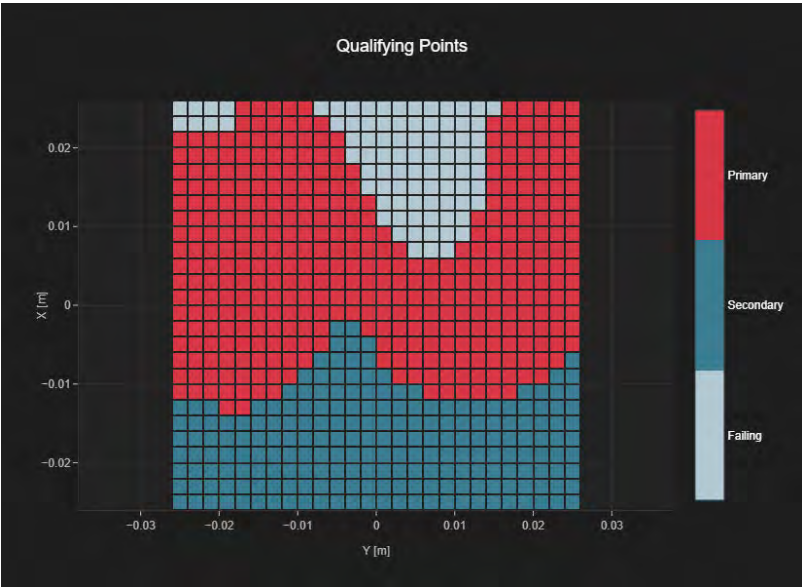 Qualifying Points
0.02
0.01
0
−0.01
−0.02
X [m]
−0.03
−0.02
−0.01
0
0.01
0.02
0.03
Y [m]
Primary
Secondary
Failing